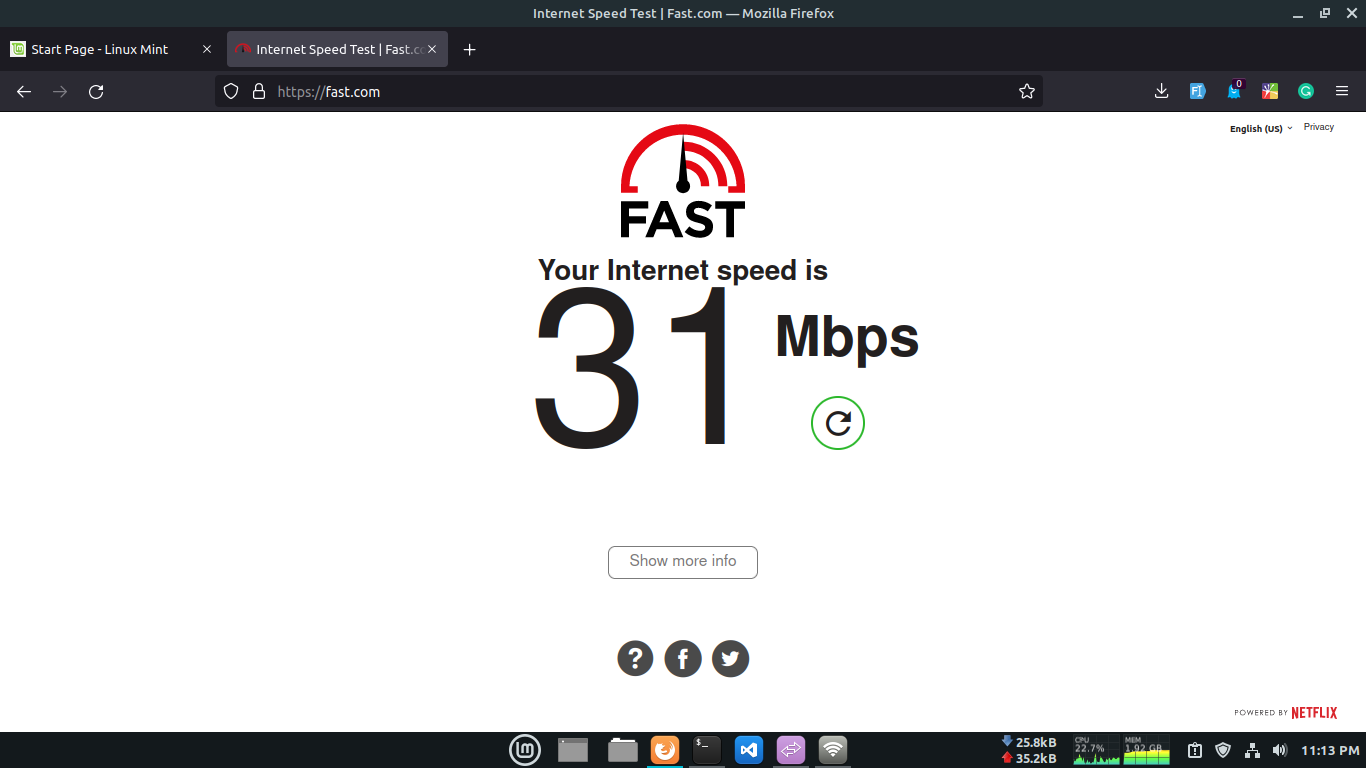 Internet Speed Test | Fast.com — Mozilla Firefox
Start Page - Linux Mint
Internet Speed Test | Fast.c
https://fast.com
0
English (US)
Privacy
FAST
Your Internet speed is
31 Mbps
Show more info
POWERED BY NETFLIX
25.8kB
35.2kB
CPU
22.7%
MEM
1.92 GB
11:13 PM